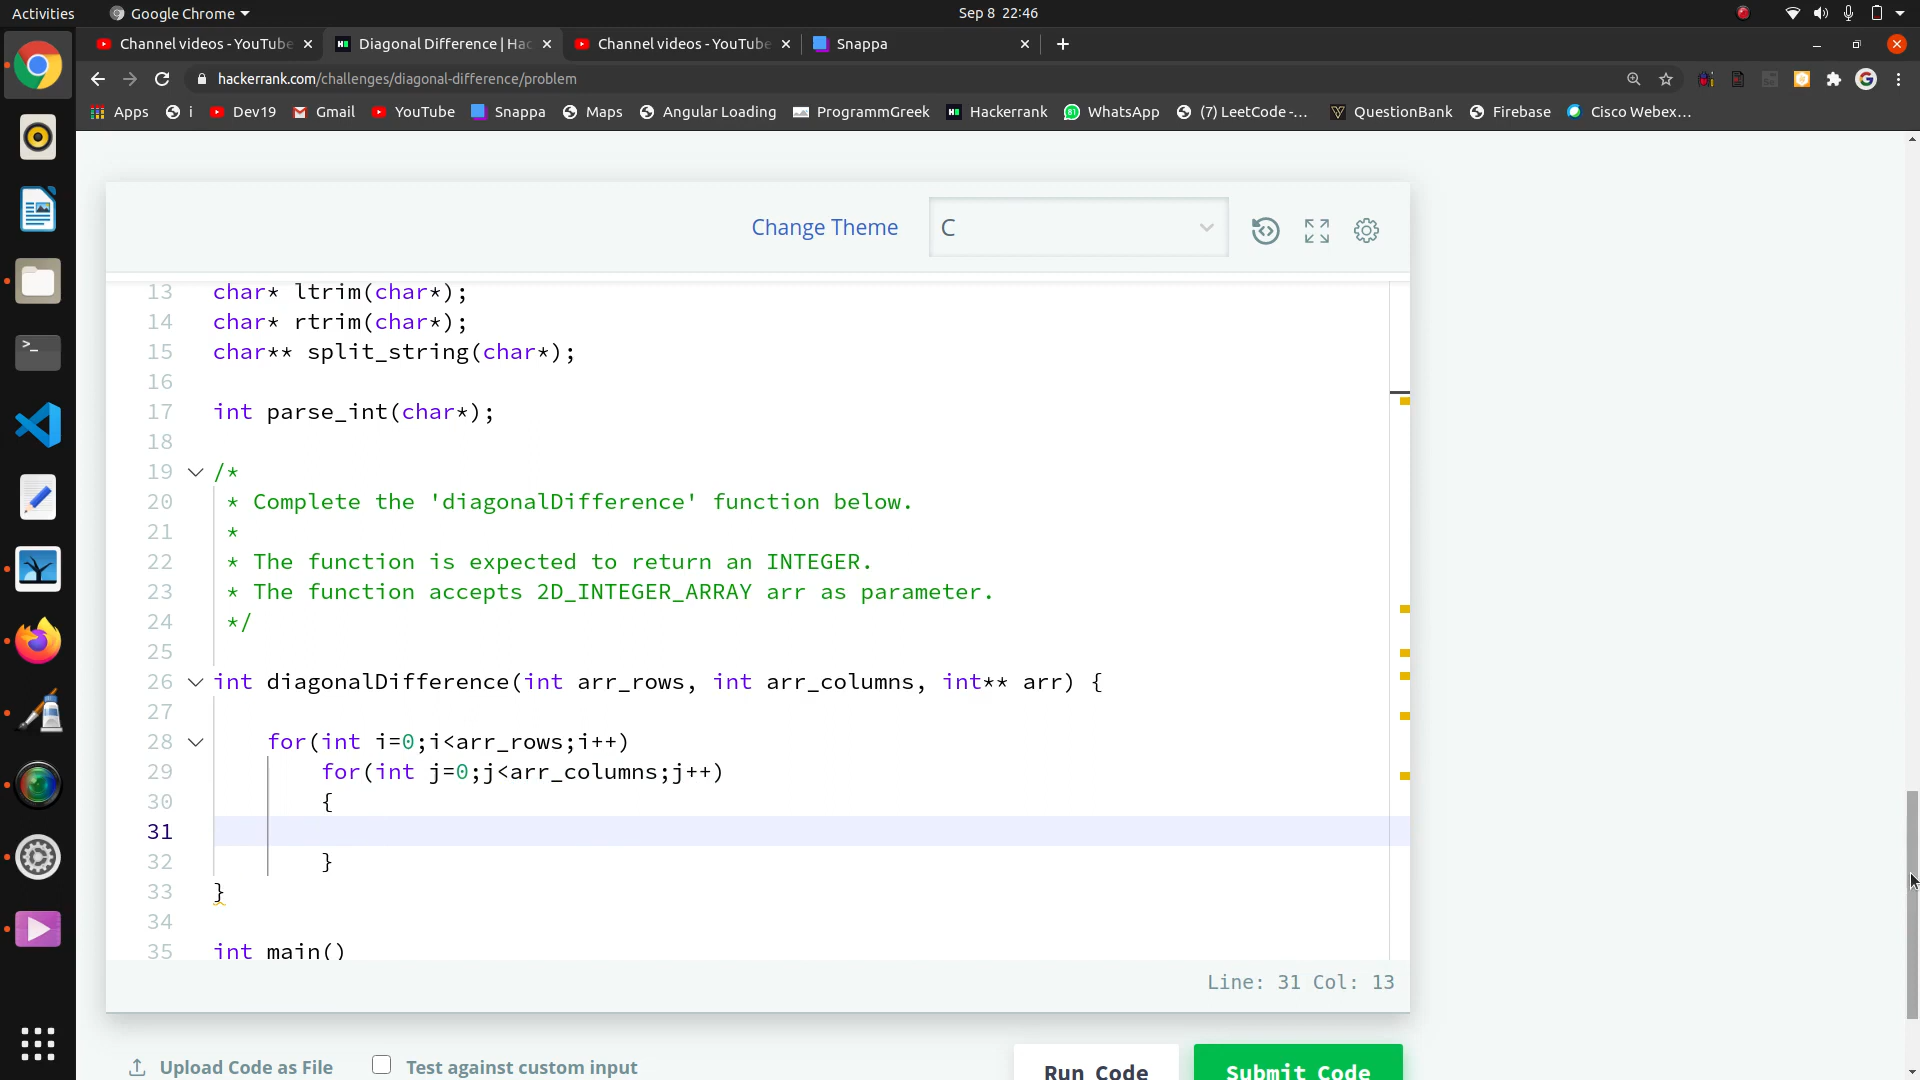 Activities
Google Chrome
Sep 8 22:46
Channel videos - YouTube
Diagonal Difference | Hac
Channel videos - YouTube
Snappa
hackerrank.com/challenges/diagonal-difference/problem
Apps
i
Dev19
Gmail
YouTube
Snappa
Maps
Angular Loading
ProgrammGreek
Hackerrank
WhatsApp
(7) LeetCode -...
QuestionBank
Firebase
Cisco Webex...
Change Theme
C
13 char* ltrim(char*);
14 char* rtrim(char*);
15 char** split_string(char*);
16
17 int parse_int(char*);
18
19 /*
20 * Complete the 'diagonalDifference' function below.
21 *
22 * The function is expected to return an INTEGER.
23 * The function accepts 2D_INTEGER_ARRAY arr as parameter.
24 */
25
26 int diagonalDifference(int arr_rows, int arr_columns, int** arr) {
27
28 for(int i=0;i<arr_rows;i++)
29 for(int j=0;j<arr_columns;j++)
30 {
31
32 }
33 }
34
35 int main()
Line: 31 Col: 13
Upload Code as File
Test against custom input
Run Code
Submit Code